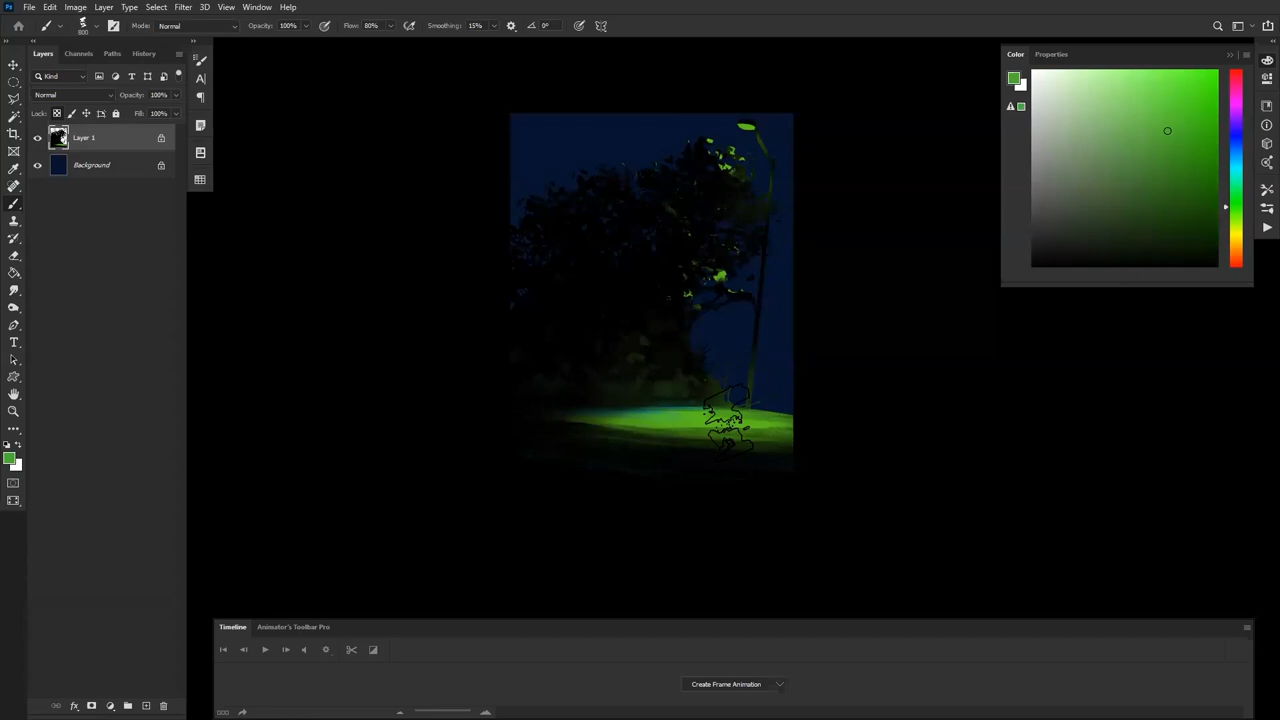 Ps File Edit Image Layer Type Select Filter 3D View Window Help
800 Mode: Normal Opacity: 100% Flow: 80% Smoothing: 15% 0°
Layers Channels Paths History
Kind
Normal Opacity: 100%
Lock: Fill: 100%
Layer 1
Background
Color Properties
Timeline Animator's Toolbar Pro
Create Frame Animation